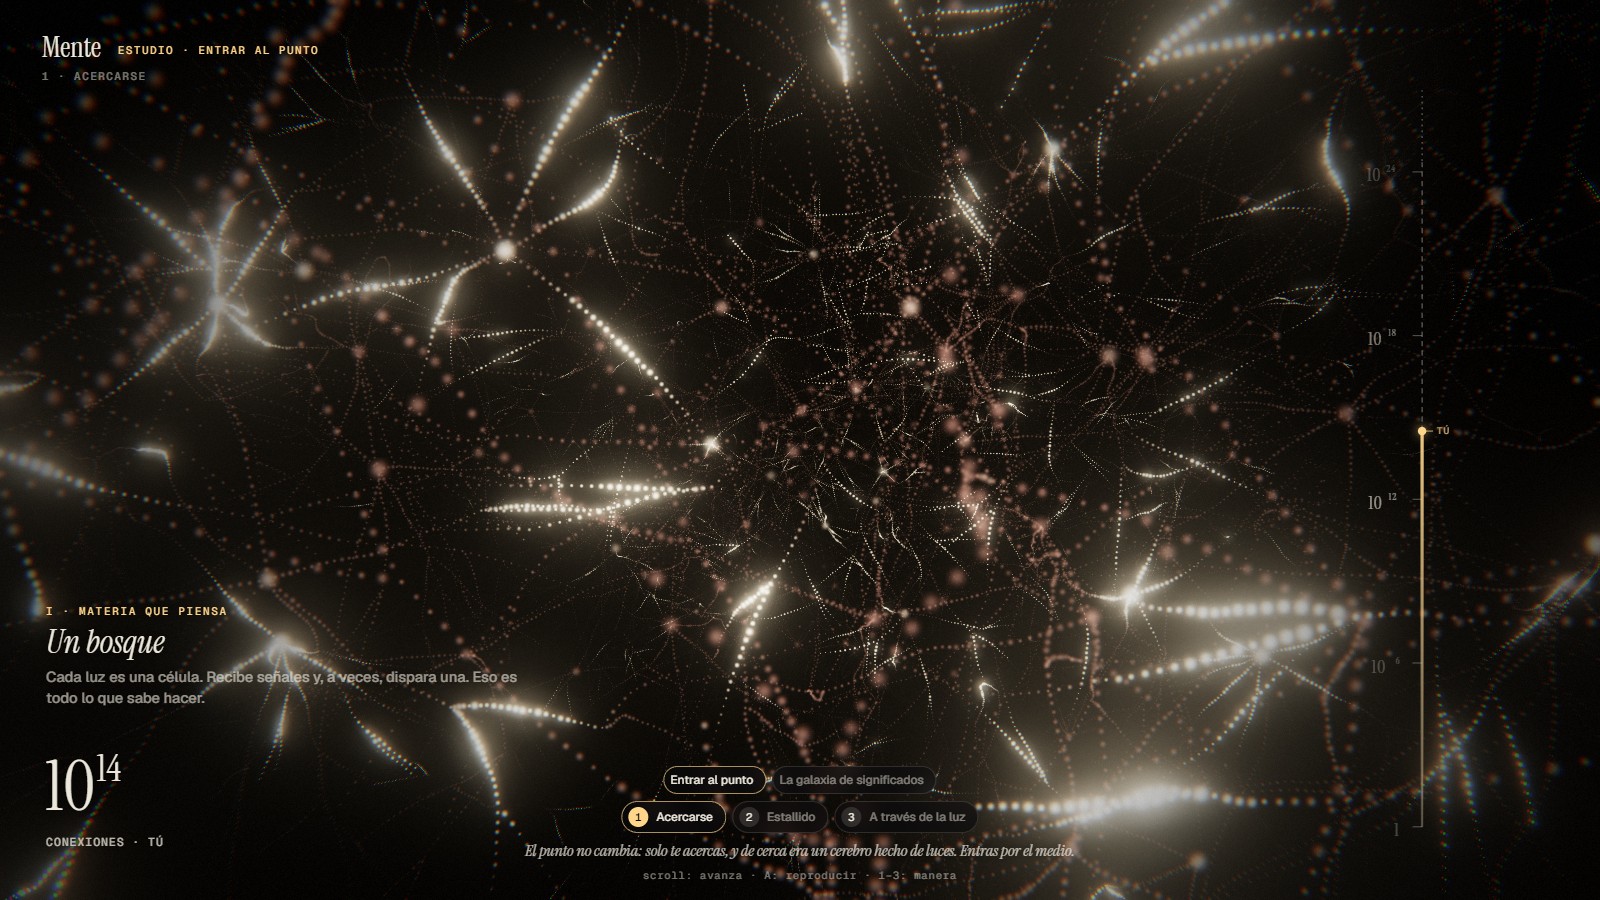 Mente ESTUDIO · ENTRAR AL PUNTO
1 · ACERCARSE
10 24
10 18
TÚ
10 12
10 6
1
I · MATERIA QUE PIENSA
Un bosque
Cada luz es una célula. Recibe señales y, a veces, dispara una. Eso es
todo lo que sabe hacer.
10 14
CONEXIONES · TÚ
Entrar al punto La galaxia de significados
1 Acercarse 2 Estallido 3 A través de la luz
El punto no cambia: solo te acercas, y de cerca era un cerebro hecho de luces. Entras por el medio.
scroll: avanza · A: reproducir · 1–3: manera